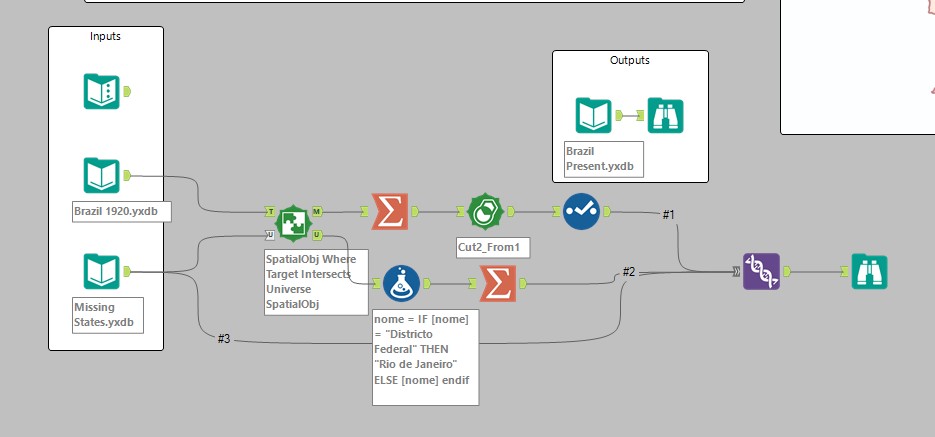 Inputs
Outputs
Brazil
Present.yxdb
Brazil 1920.yxdb
T
M
U
U
#1
Cut2_From1
SpatialObj Where
Target Intersects
Universe
SpatialObj
#2
Missing
States.yxdb
nome = IF [nome]
= "Districto
Federal" THEN
"Rio de Janeiro"
ELSE [nome] endif
#3